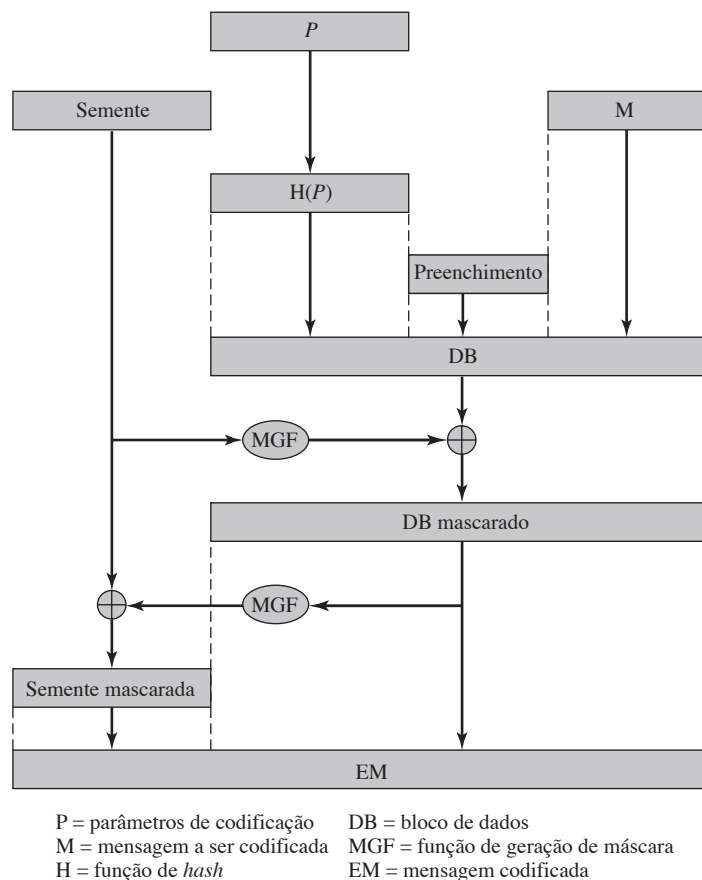 P
Semente
M
H(P)
Preenchimento
DB
MGF
DB mascarado
MGF
Semente mascarada
EM
P = parâmetros de codificação
DB = bloco de dados
M = mensagem a ser codificada
MGF = função de geração de máscara
H = função de hash
EM = mensagem codificada